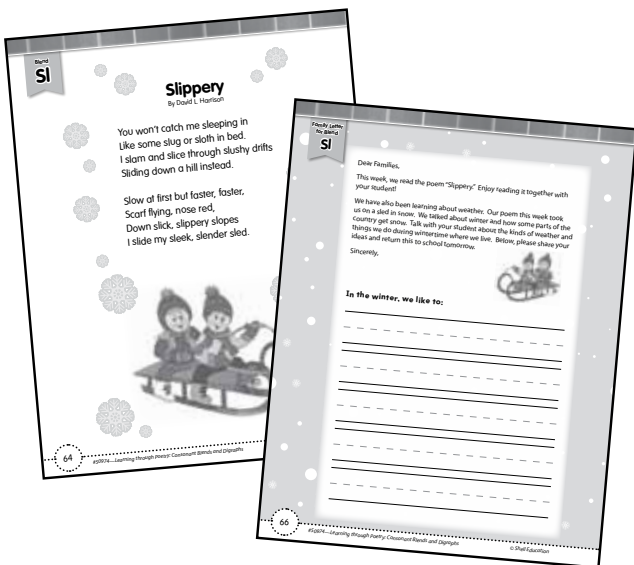 Blend
Sl
Slippery
By David L. Harrison
You won't catch me sleeping in
Like some slug or sloth in bed.
I slam and slice through slushy drifts
Sliding down a hill instead.
Slow at first but faster, faster,
Scarf flying, nose red,
Down slick, slippery slopes
I slide my sleek, slender sled.
64
#50974—Learning through Poetry: Consonant Blends and Digraphs
Family Letter
for Blend
Sl
Dear Families,
This week, we read the poem "Slippery." Enjoy reading it together with
your student!
We have also been learning about weather. Our poem this week took
us on a sled in snow. We talked about winter and how some parts of the
country get snow. Talk with your student about the kinds of weather and
things we do during wintertime where we live. Below, please share your
ideas and return this to school tomorrow.
Sincerely,
In the winter, we like to:
66
#50974—Learning through Poetry: Consonant Blends and Digraphs
© Shell Education